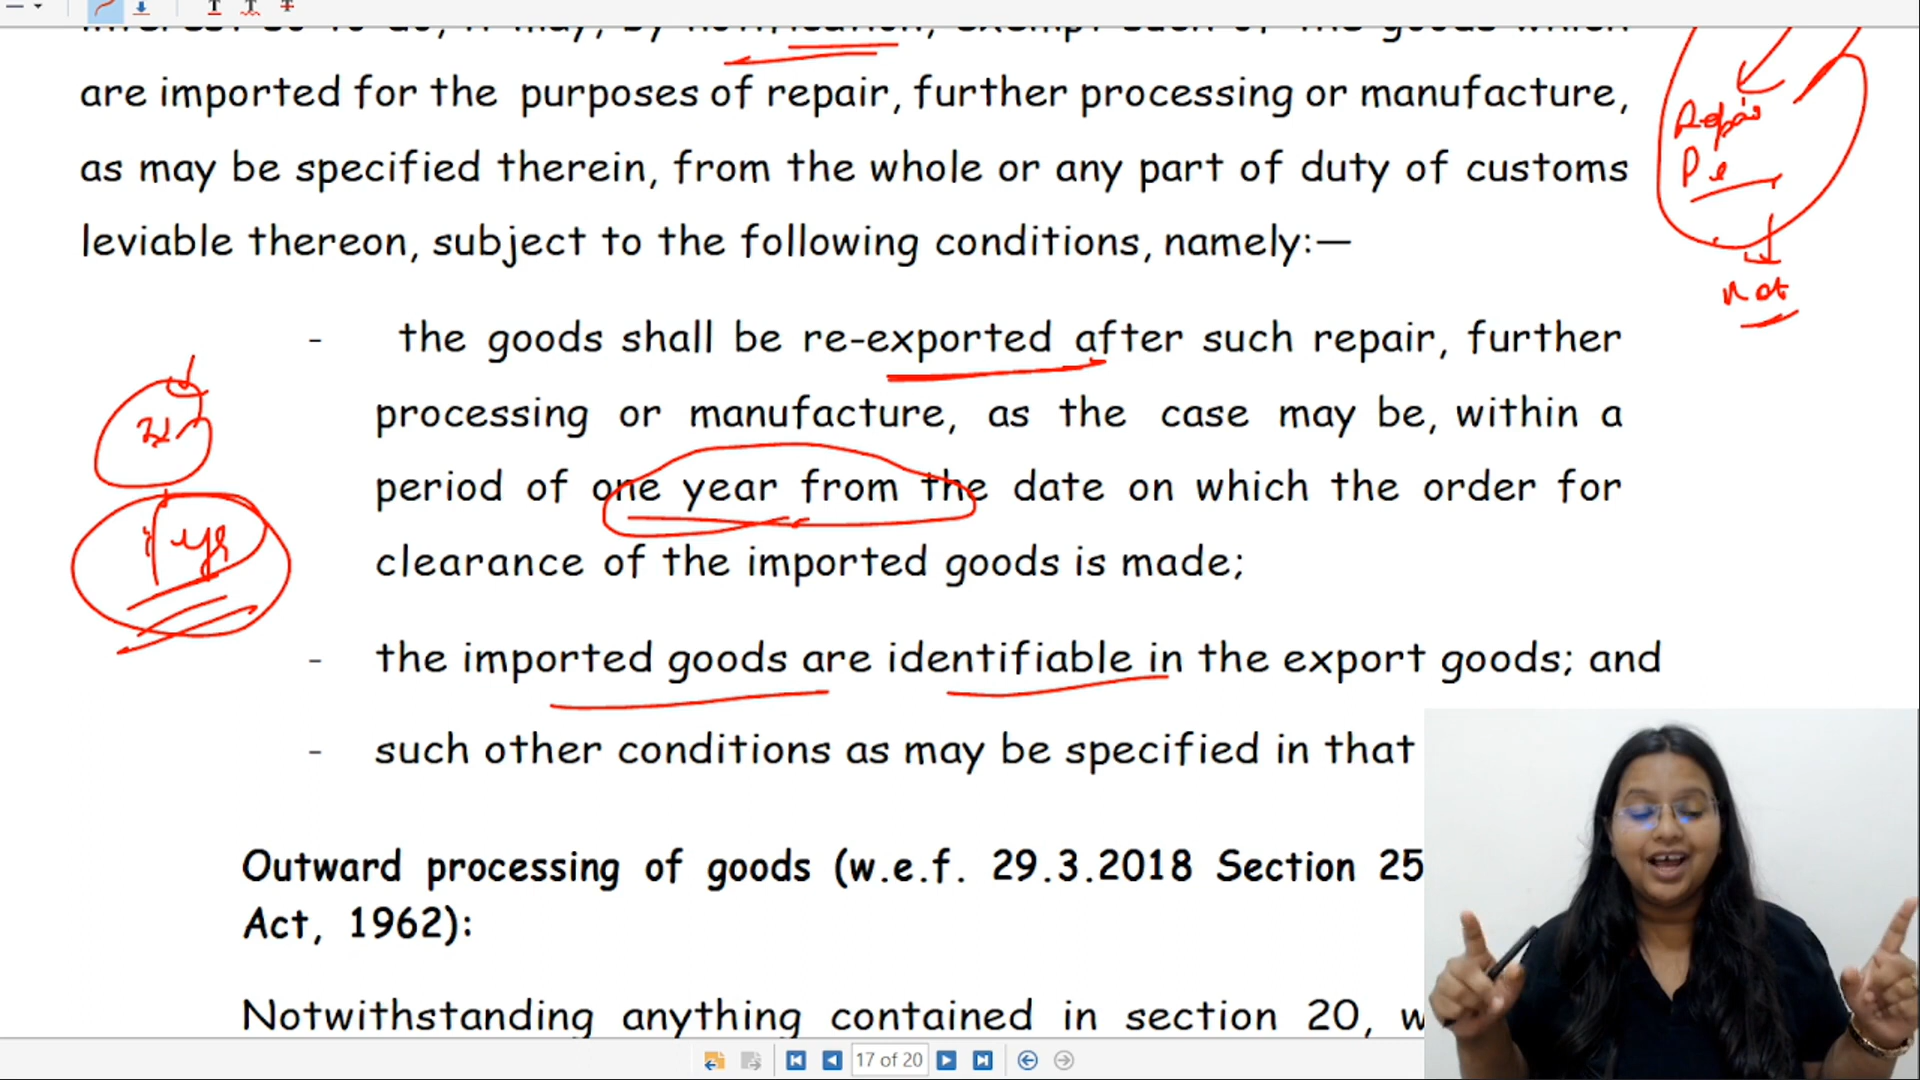 are imported for the purposes of repair, further processing or manufacture,
as may be specified therein, from the whole or any part of duty of customs
leviable thereon, subject to the following conditions, namely:—
Repair
not
- the goods shall be re-exported after such repair, further
processing or manufacture, as the case may be, within a
period of one year from the date on which the order for
clearance of the imported goods is made;
1 yr
- the imported goods are identifiable in the export goods; and
- such other conditions as may be specified in that
Outward processing of goods (w.e.f. 29.3.2018 Section 25
Act, 1962):
Notwithstanding anything contained in section 20, w
17 of 20